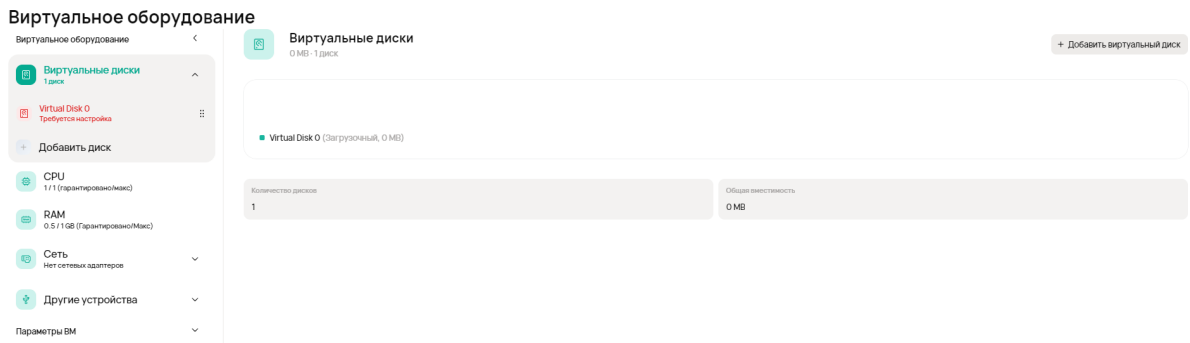 Виртуальное оборудование
Виртуальное оборудование
Виртуальные диски
1 диск
Virtual Disk 0
Требуется настройка
Добавить диск
CPU
1 / 1 (гарантировано/макс)
RAM
0.5 / 1 GB (Гарантировано/Макс)
Сеть
Нет сетевых адаптеров
Другие устройства
Параметры ВМ
Виртуальные диски
0 MB · 1 диск
+ Добавить виртуальный диск
Virtual Disk 0 (Загрузочный, 0 MB)
Количество дисков
1
Общая вместимость
0 MB